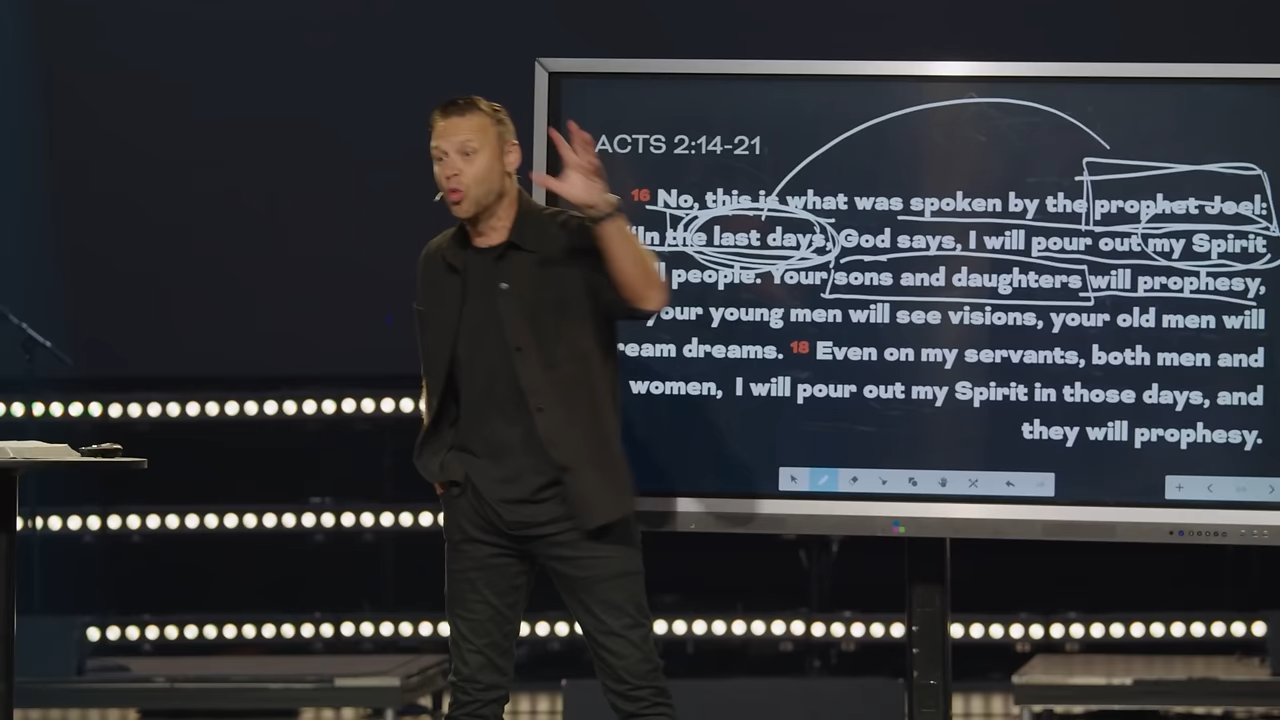 ACTS 2:14-21
16 No, this is what was spoken by the prophet Joel:
"In the last days, God says, I will pour out my Spirit
people. Your sons and daughters will prophesy,
your young men will see visions, your old men will
dreams. 18 Even on my servants, both men and
women, I will pour out my Spirit in those days, and
they will prophesy.